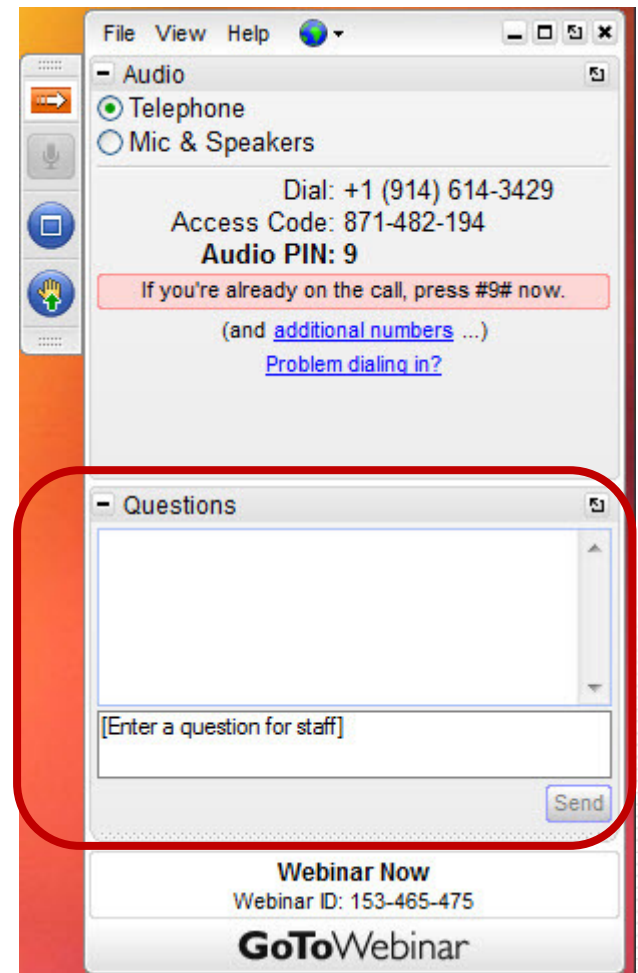 File View Help
Audio
Telephone
Mic & Speakers
Dial: +1 (914) 614-3429
Access Code: 871-482-194
Audio PIN: 9
If you're already on the call, press #9# now.
(and additional numbers ...)
Problem dialing in?
Questions
[Enter a question for staff]
Send
Webinar Now
Webinar ID: 153-465-475
GoToWebinar